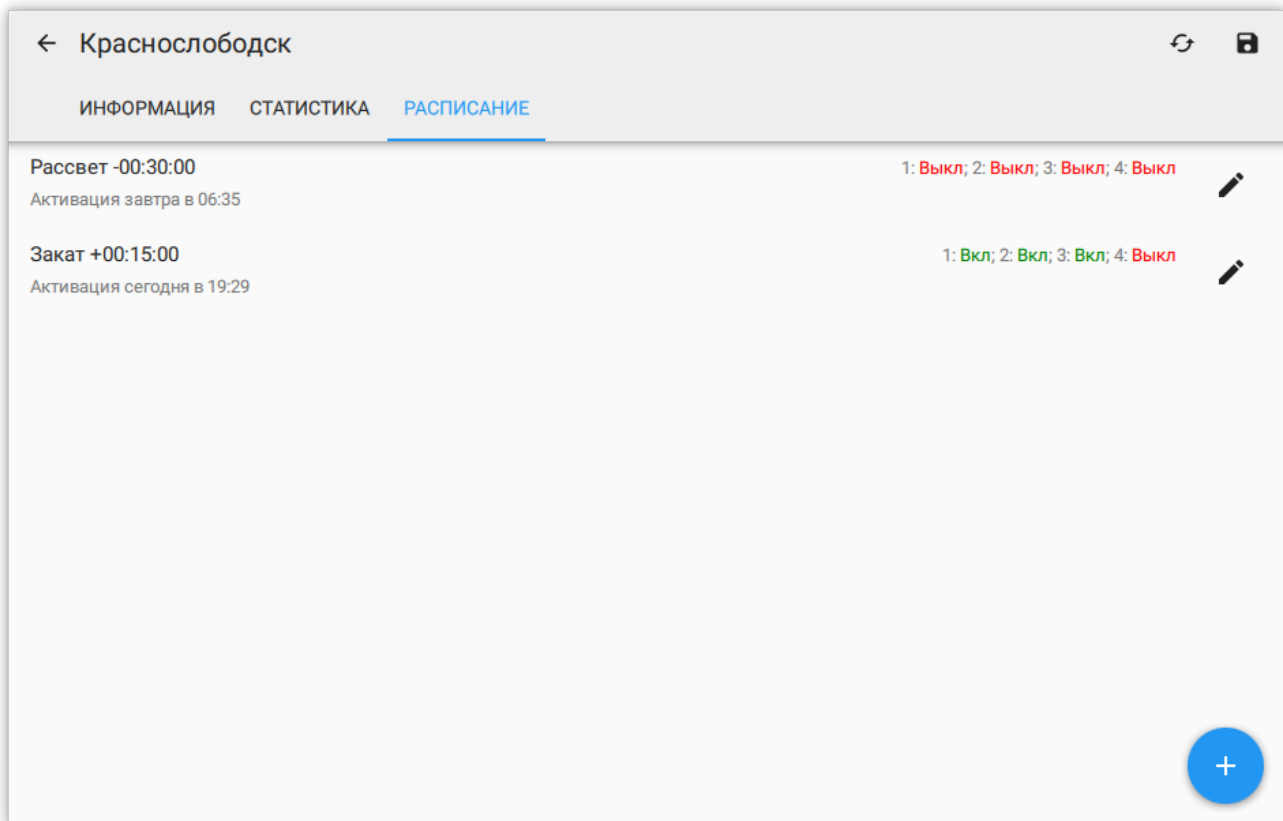 Краснослободск
ИНФОРМАЦИЯ СТАТИСТИКА РАСПИСАНИЕ
Рассвет -00:30:00 1: Выкл; 2: Выкл; 3: Выкл; 4: Выкл
Активация завтра в 06:35
Закат +00:15:00 1: Вкл; 2: Вкл; 3: Вкл; 4: Выкл
Активация сегодня в 19:29